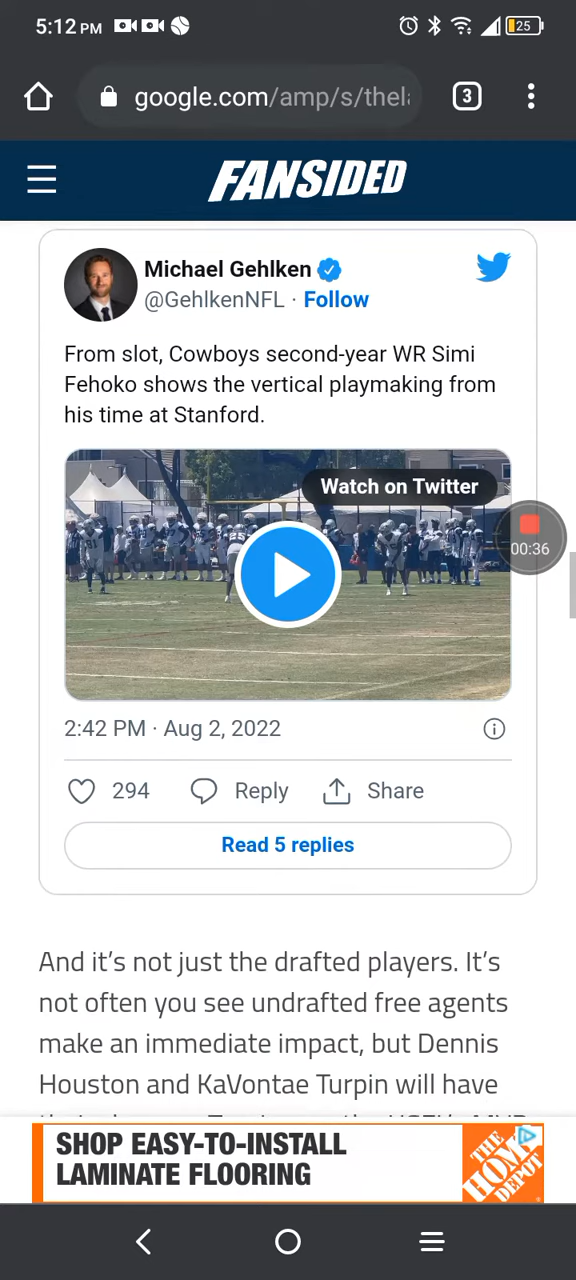 5:12 PM
25
google.com/amp/s/thel
3
FANSIDED
Michael Gehlken
@GehlkenNFL · Follow
From slot, Cowboys second-year WR Simi
Fehoko shows the vertical playmaking from
his time at Stanford.
Watch on Twitter
00:36
2:42 PM · Aug 2, 2022
294 Reply Share
Read 5 replies
And it's not just the drafted players. It's
not often you see undrafted free agents
make an immediate impact, but Dennis
Houston and KaVontae Turpin will have
SHOP EASY-TO-INSTALL
LAMINATE FLOORING
THE HOME DEPOT